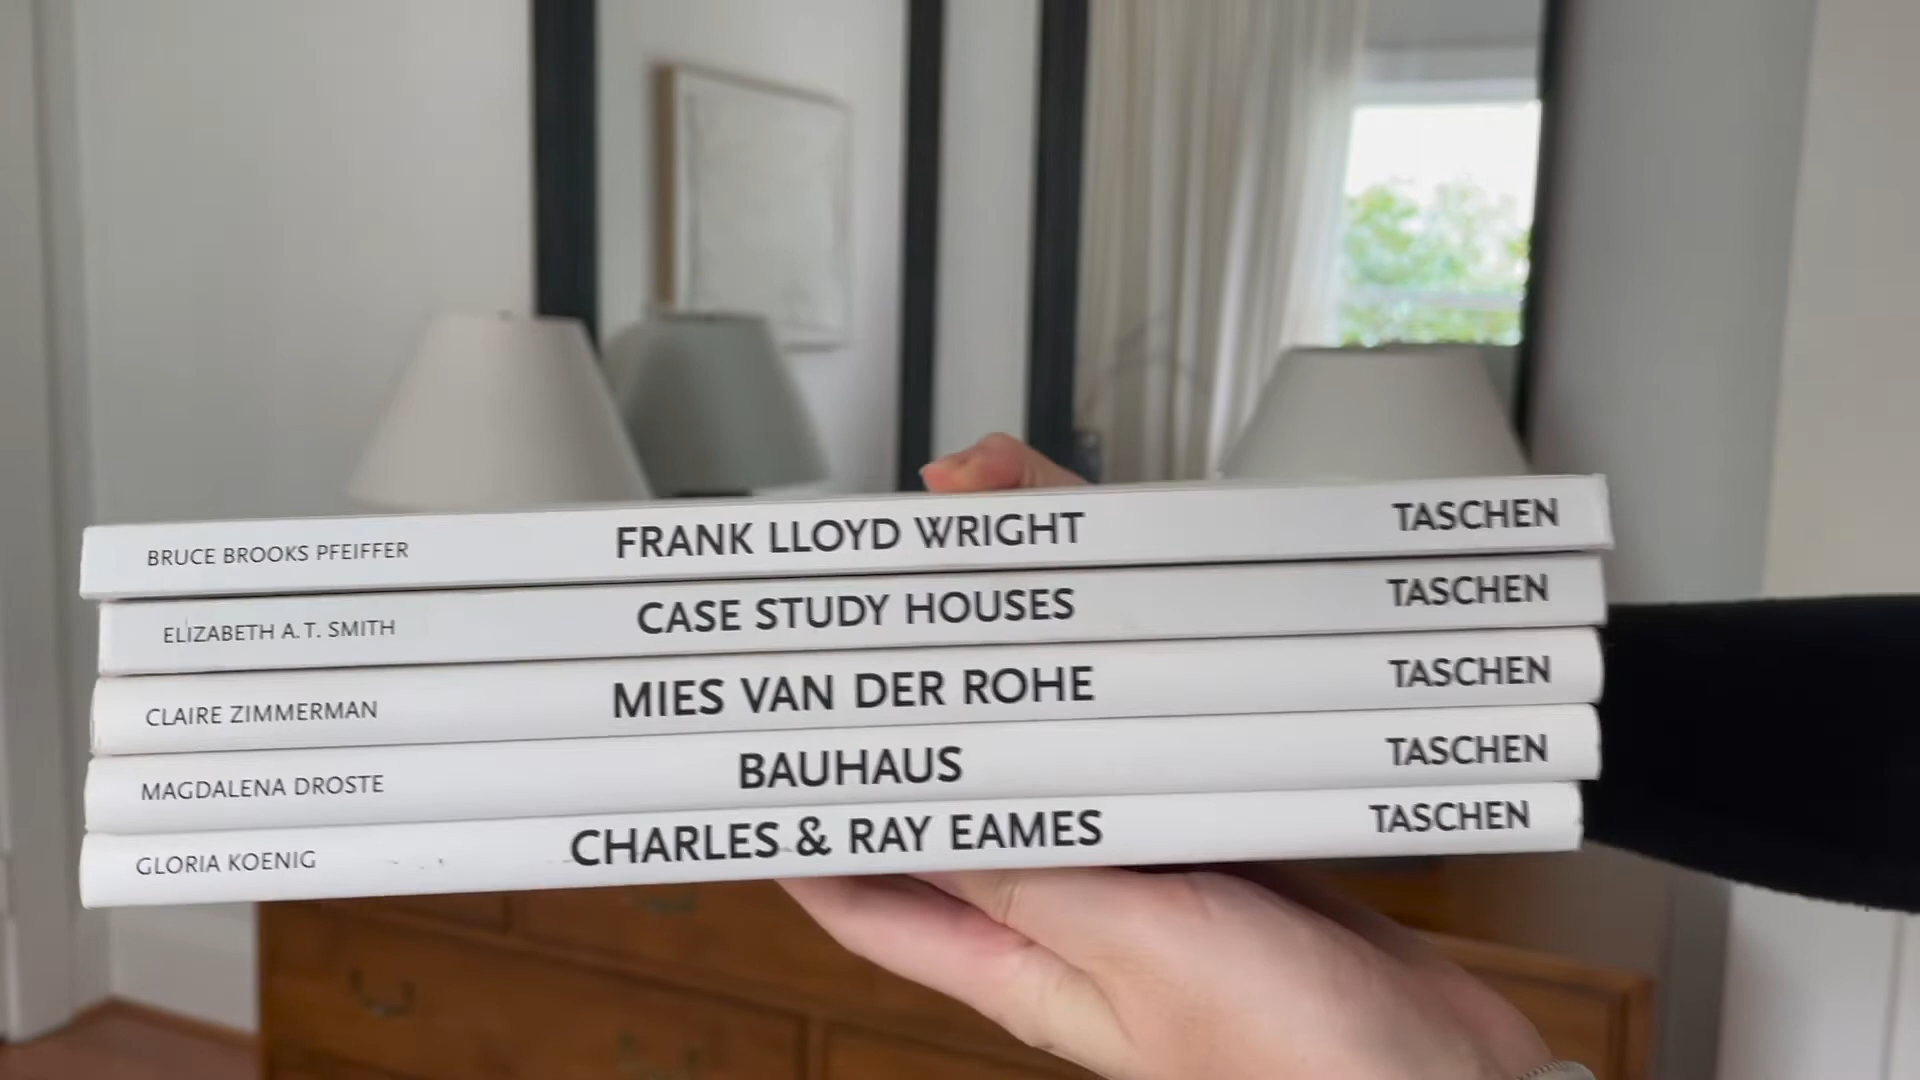 BRUCE BROOKS PFEIFFER FRANK LLOYD WRIGHT TASCHEN
ELIZABETH A.T. SMITH CASE STUDY HOUSES TASCHEN
CLAIRE ZIMMERMAN MIES VAN DER ROHE TASCHEN
MAGDALENA DROSTE BAUHAUS TASCHEN
GLORIA KOENIG CHARLES & RAY EAMES TASCHEN